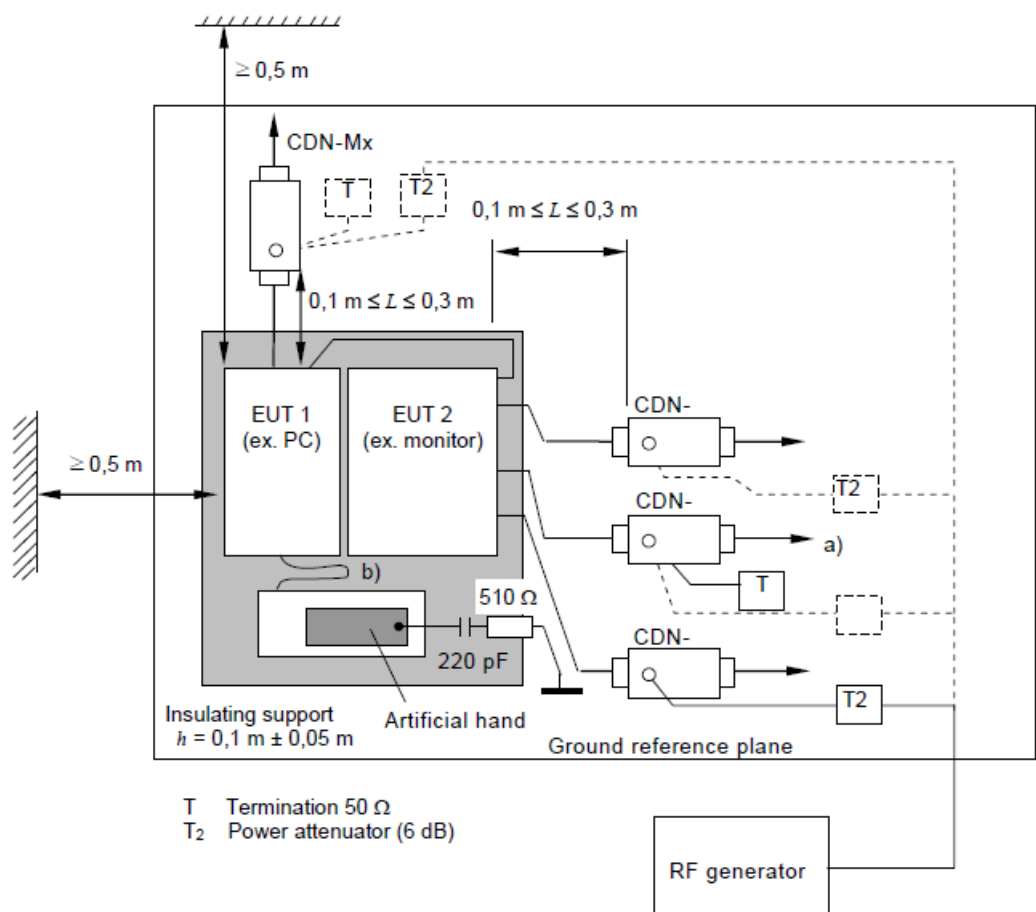 ≥ 0,5 m
CDN-Mx
T
T2
0,1 m ≤ L ≤ 0,3 m
0,1 m ≤ L ≤ 0,3 m
EUT 1
(ex. PC)
EUT 2
(ex. monitor)
CDN-
≥ 0,5 m
T2
CDN-
a)
b)
T
510 Ω
220 pF
CDN-
T2
Insulating support
h = 0,1 m ± 0,05 m
Artificial hand
Ground reference plane
T Termination 50 Ω
T2 Power attenuator (6 dB)
RF generator